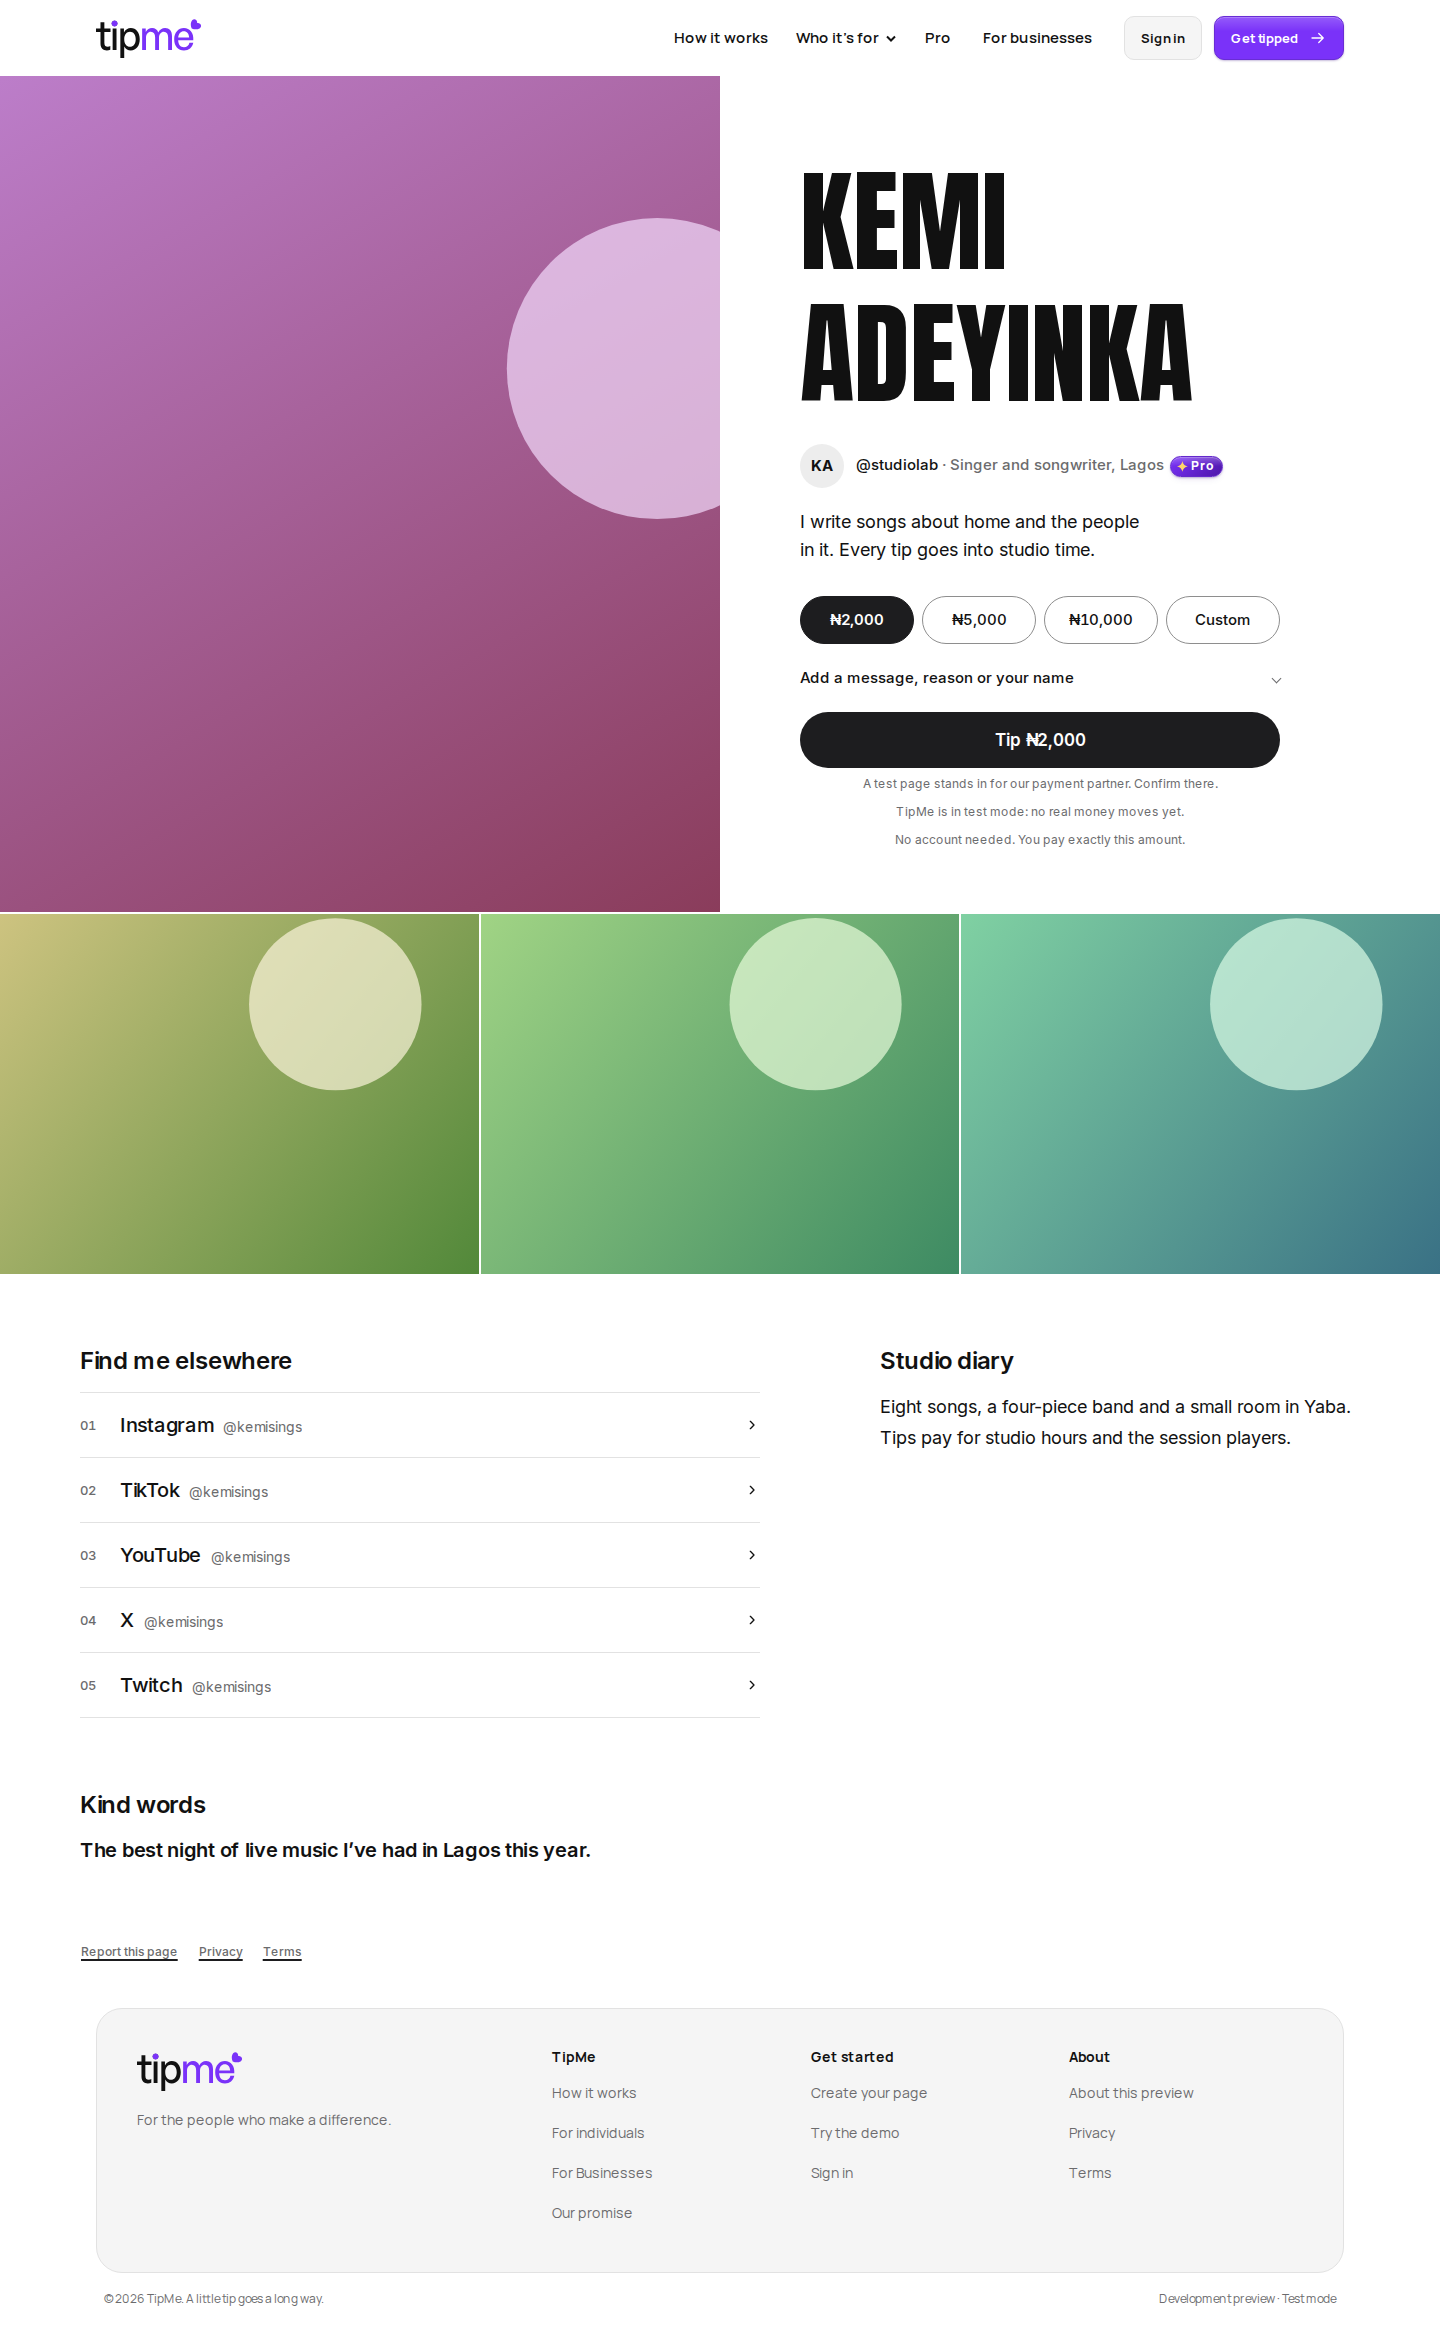 tipme
How it works
Who it's for
Pro
For businesses
Sign in
Get tipped
KEMI
ADEYINKA
KA
@studiolab · Singer and songwriter, Lagos
Pro
I write songs about home and the people
in it. Every tip goes into studio time.
₦2,000
₦5,000
₦10,000
Custom
Add a message, reason or your name
Tip ₦2,000
A test page stands in for our payment partner. Confirm there.
TipMe is in test mode: no real money moves yet.
No account needed. You pay exactly this amount.
Find me elsewhere
01 Instagram @kemisings
02 TikTok @kemisings
03 YouTube @kemisings
04 X @kemisings
05 Twitch @kemisings
Studio diary
Eight songs, a four-piece band and a small room in Yaba.
Tips pay for studio hours and the session players.
Kind words
The best night of live music I’ve had in Lagos this year.
Report this page
Privacy
Terms
tipme
For the people who make a difference.
TipMe
How it works
For individuals
For Businesses
Our promise
Get started
Create your page
Try the demo
Sign in
About
About this preview
Privacy
Terms
© 2026 TipMe. A little tip goes a long way.
Development preview · Test mode